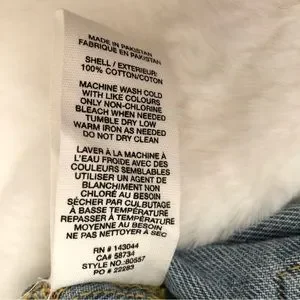 MADE IN PAKISTAN
FABRIQUE EN PAKISTAN
SHELL / EXTERIEUR:
100% COTTON/COTON
MACHINE WASH COLD
WITH LIKE COLOURS
ONLY NON-CHLORINE
BLEACH WHEN NEEDED
TUMBLE DRY LOW
WARM IRON AS NEEDED
DO NOT DRY CLEAN
LAVER À LA MACHINE À
L'EAU FROIDE AVEC DES
COULEURS SEMBLABLES
UTILISER UN AGENT DE
BLANCHIMENT NON
CHLORÉ AU BESOIN
SÉCHER PAR CULBUTAGE
À BASSE TEMPÉRATURE
REPASSER À TEMPÉRATURE
MOYENNE AU BESOIN
NE PAS NETTOYER À SEC
RN # 143044
CA# 58734
STYLE NO.:80557
PO # 22283